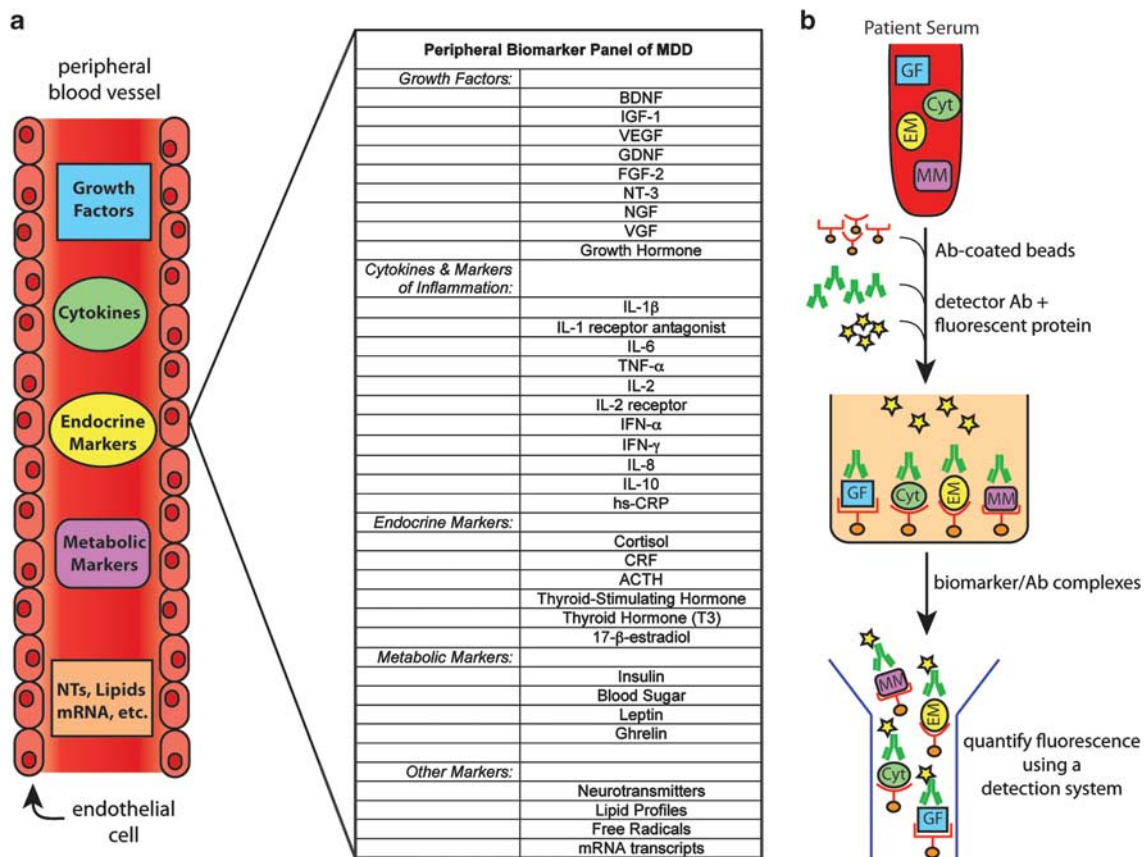 a
peripheral
blood vessel
Growth
Factors
Cytokines
Endocrine
Markers
Metabolic
Markers
NTs, Lipids
mRNA, etc.
endothelial
cell
Peripheral Biomarker Panel of MDD
Growth Factors:
BDNF
IGF-1
VEGF
GDNF
FGF-2
NT-3
NGF
VGF
Growth Hormone
Cytokines & Markers
of Inflammation:
IL-1β
IL-1 receptor antagonist
IL-6
TNF-α
IL-2
IL-2 receptor
IFN-α
IFN-γ
IL-8
IL-10
hs-CRP
Endocrine Markers:
Cortisol
CRF
ACTH
Thyroid-Stimulating Hormone
Thyroid Hormone (T3)
17-β-estradiol
Metabolic Markers:
Insulin
Blood Sugar
Leptin
Ghrelin
Other Markers:
Neurotransmitters
Lipid Profiles
Free Radicals
mRNA transcripts
b
Patient Serum
GF
Cyt
EM
MM
Ab-coated beads
detector Ab +
fluorescent protein
GF
Cyt
EM
MM
biomarker/Ab complexes
MM
EM
Cyt
GF
quantify fluorescence
using a
detection system